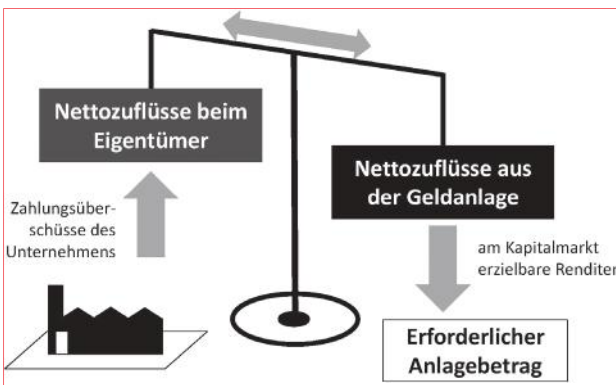 Nettozuflüsse beim
Eigentümer
Nettozuflüsse aus
der Geldanlage
Zahlungsüber-
schüsse des
Unternehmens
am Kapitalmarkt
erzielbare Renditen
Erforderlicher
Anlagebetrag